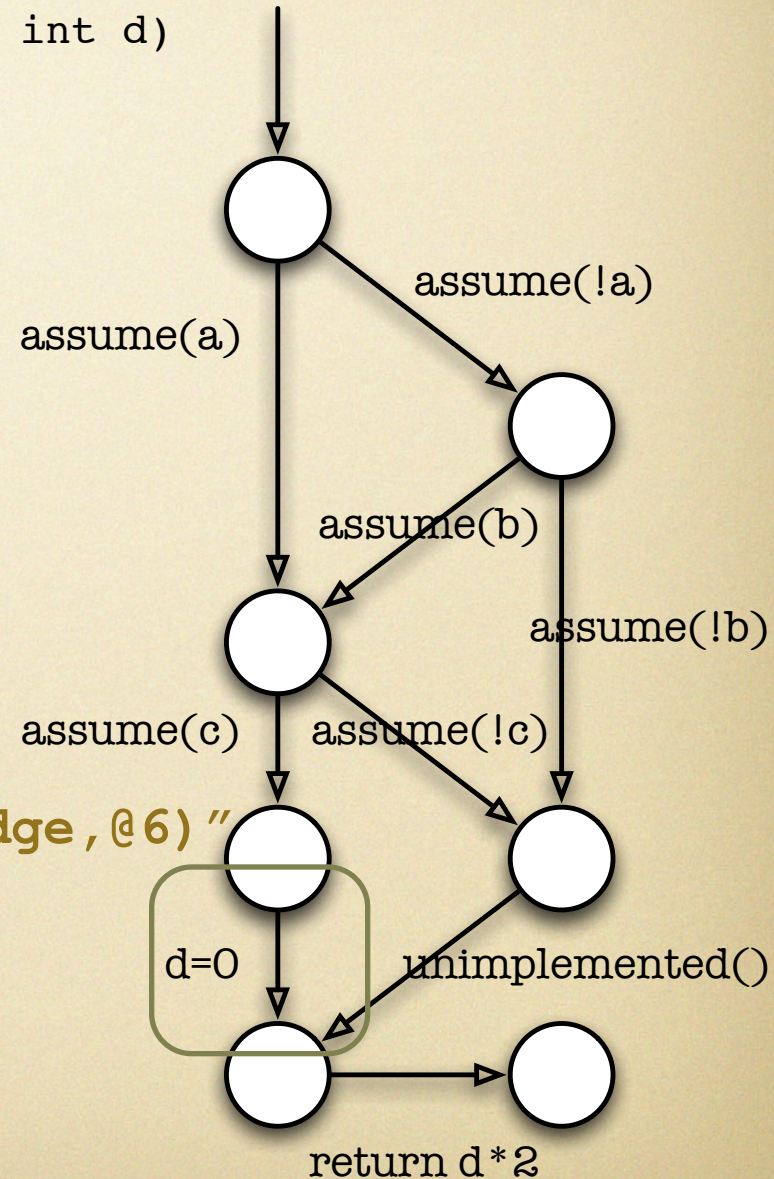 int d)
assume(!a)
assume(a)
assume(b)
assume(!b)
assume(c) assume(!c)
dge,@6)”
d=0 unimplemented()
return d*2